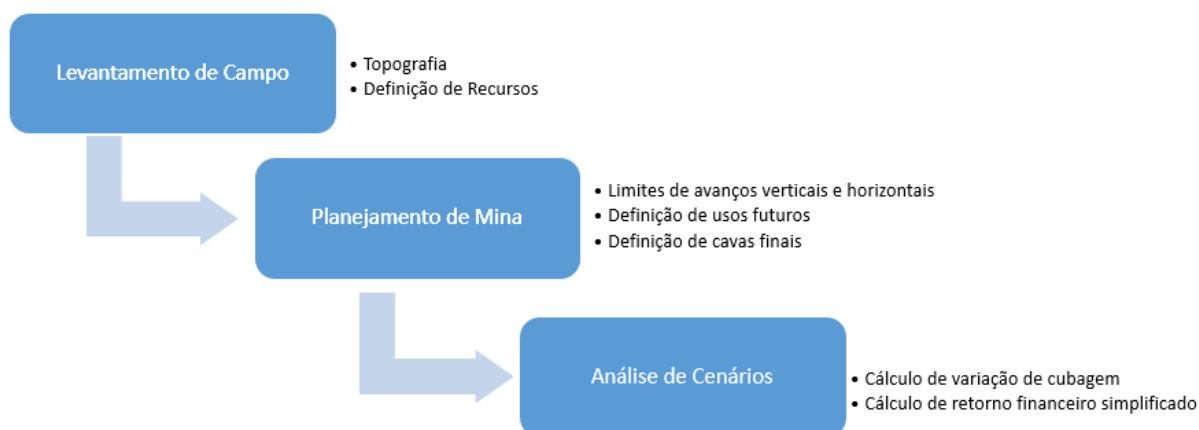 Levantamento de Campo
• Topografia
• Definição de Recursos
Planejamento de Mina
• Limites de avanços verticais e horizontais
• Definição de usos futuros
• Definição de cavas finais
Análise de Cenários
• Cálculo de variação de cubagem
• Cálculo de retorno financeiro simplificado